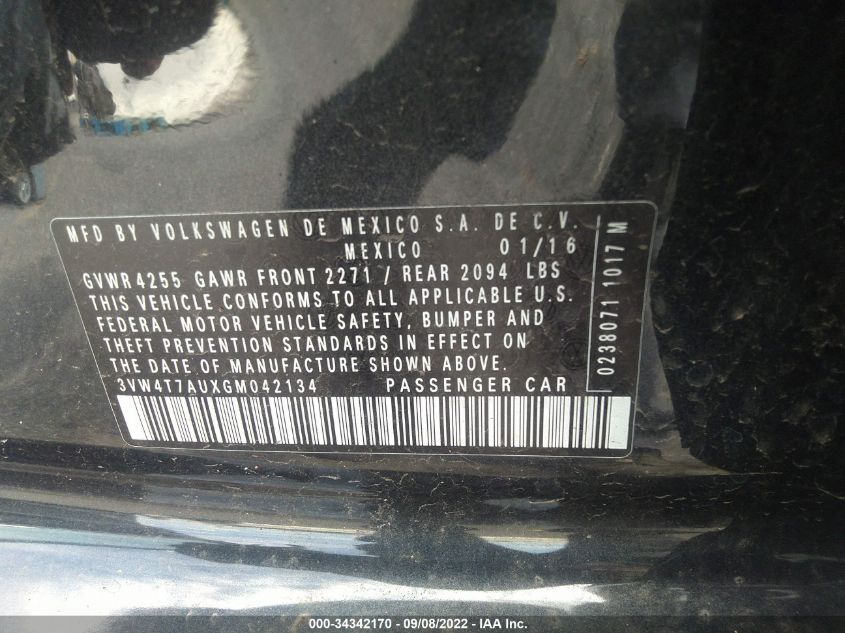 MFD BY VOLKSWAGEN DE MEXICO S.A. DE C.V.
MEXICO 01/16
GVWR 4255 GAWR FRONT 2271 / REAR 2094 LBS
THIS VEHICLE CONFORMS TO ALL APPLICABLE U.S.
FEDERAL MOTOR VEHICLE SAFETY, BUMPER AND
THEFT PREVENTION STANDARDS IN EFFECT ON
THE DATE OF MANUFACTURE SHOWN ABOVE.
3VW4T7AUXGM042134 PASSENGER CAR
0238071 1017 M
000-34342170 - 09/08/2022 - © IAA Inc.